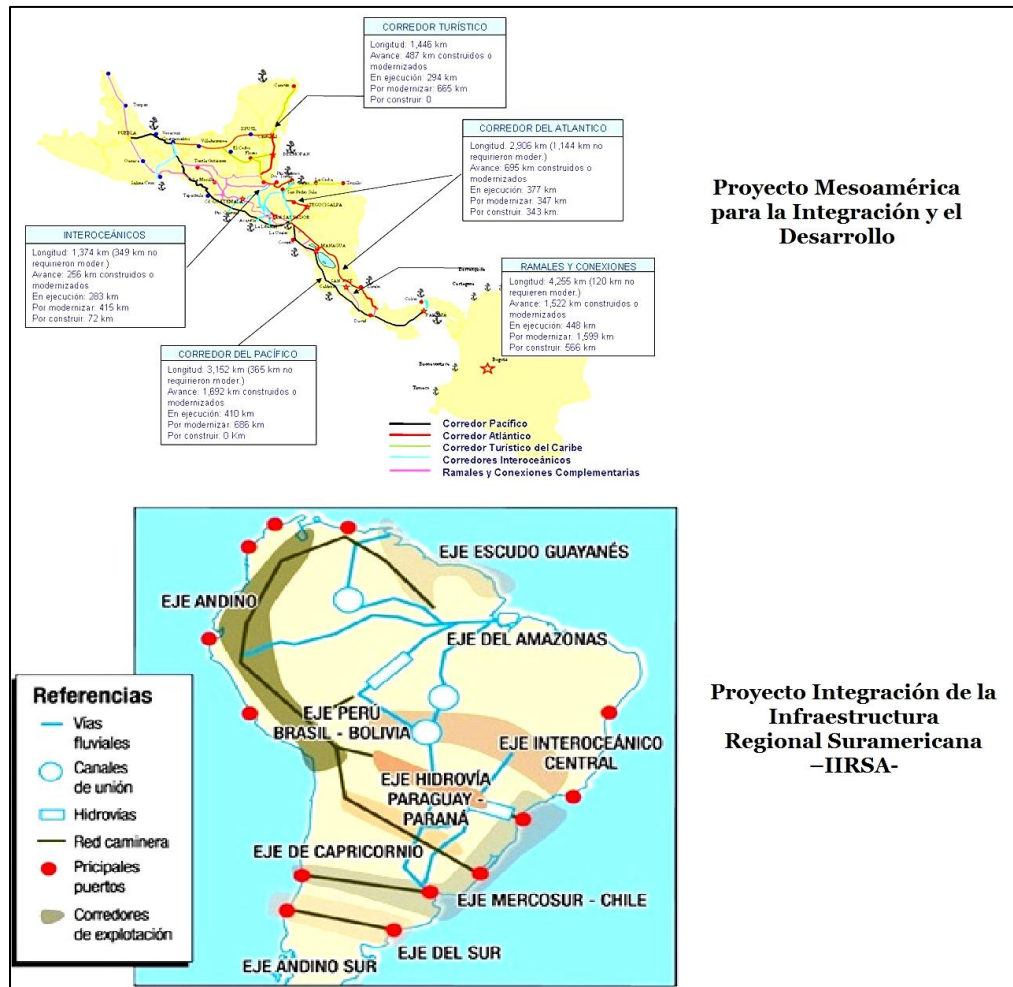 CORREDOR TURÍSTICO
Longitud: 1,446 km
Avance: 487 km construidos o
modernizados
En ejecución: 294 km
Por modernizar: 665 km
Por construir: 0
CORREDOR DEL ATLANTICO
Longitud: 2,906 km (1,144 km no
requirieron moder.)
Avance: 695 km construidos o
modernizados
En ejecución: 377 km
Por modernizar: 347 km
Por construir: 343 km.
INTEROCEÁNICOS
Longitud: 1,374 km (349 km no
requirieron moder.)
Avance: 256 km construidos o
modernizados
En ejecución: 283 km
Por modernizar: 415 km
Por construir: 72 km
RAMALES Y CONEXIONES
Longitud: 4,255 km (120 km no
requieren moder.)
Avance: 1,522 km construidos o
modernizados
En ejecución: 448 km
Por modernizar: 1,599 km
Por construir: 566 km
CORREDOR DEL PACÍFICO
Longitud: 3,152 km (365 km no
requirieron moder.)
Avance: 1,692 km construidos o
modernizados
En ejecución: 410 km
Por modernizar: 686 km
Por construir: 0 Km
PUEBLA
Veracruz
Villahermosa
Oaxaca
Salina Cruz
Tapachula
TEGUCIGALPA
MANAGUA
Colón
Cartagena
Buenaventura
Bogotá
Tumaco
Corredor Pacífico
Corredor Atlántico
Corredor Turístico del Caribe
Corredores Interoceánicos
Ramales y Conexiones Complementarias
Proyecto Mesoamérica
para la Integración y el
Desarrollo
EJE ESCUDO GUAYANÉS
EJE ANDINO
EJE DEL AMAZONAS
EJE PERÚ
BRASIL - BOLIVIA
EJE INTEROCEÁNICO
CENTRAL
EJE HIDROVÍA
PARAGUAY -
PARANÁ
EJE DE CAPRICORNIO
EJE MERCOSUR - CHILE
EJE DEL SUR
EJE ANDINO SUR
Referencias
Vías
fluviales
Canales
de unión
Hidrovías
Red caminera
Pricipales
puertos
Corredores
de explotación
Proyecto Integración de la
Infraestructura
Regional Suramericana
–IIRSA-